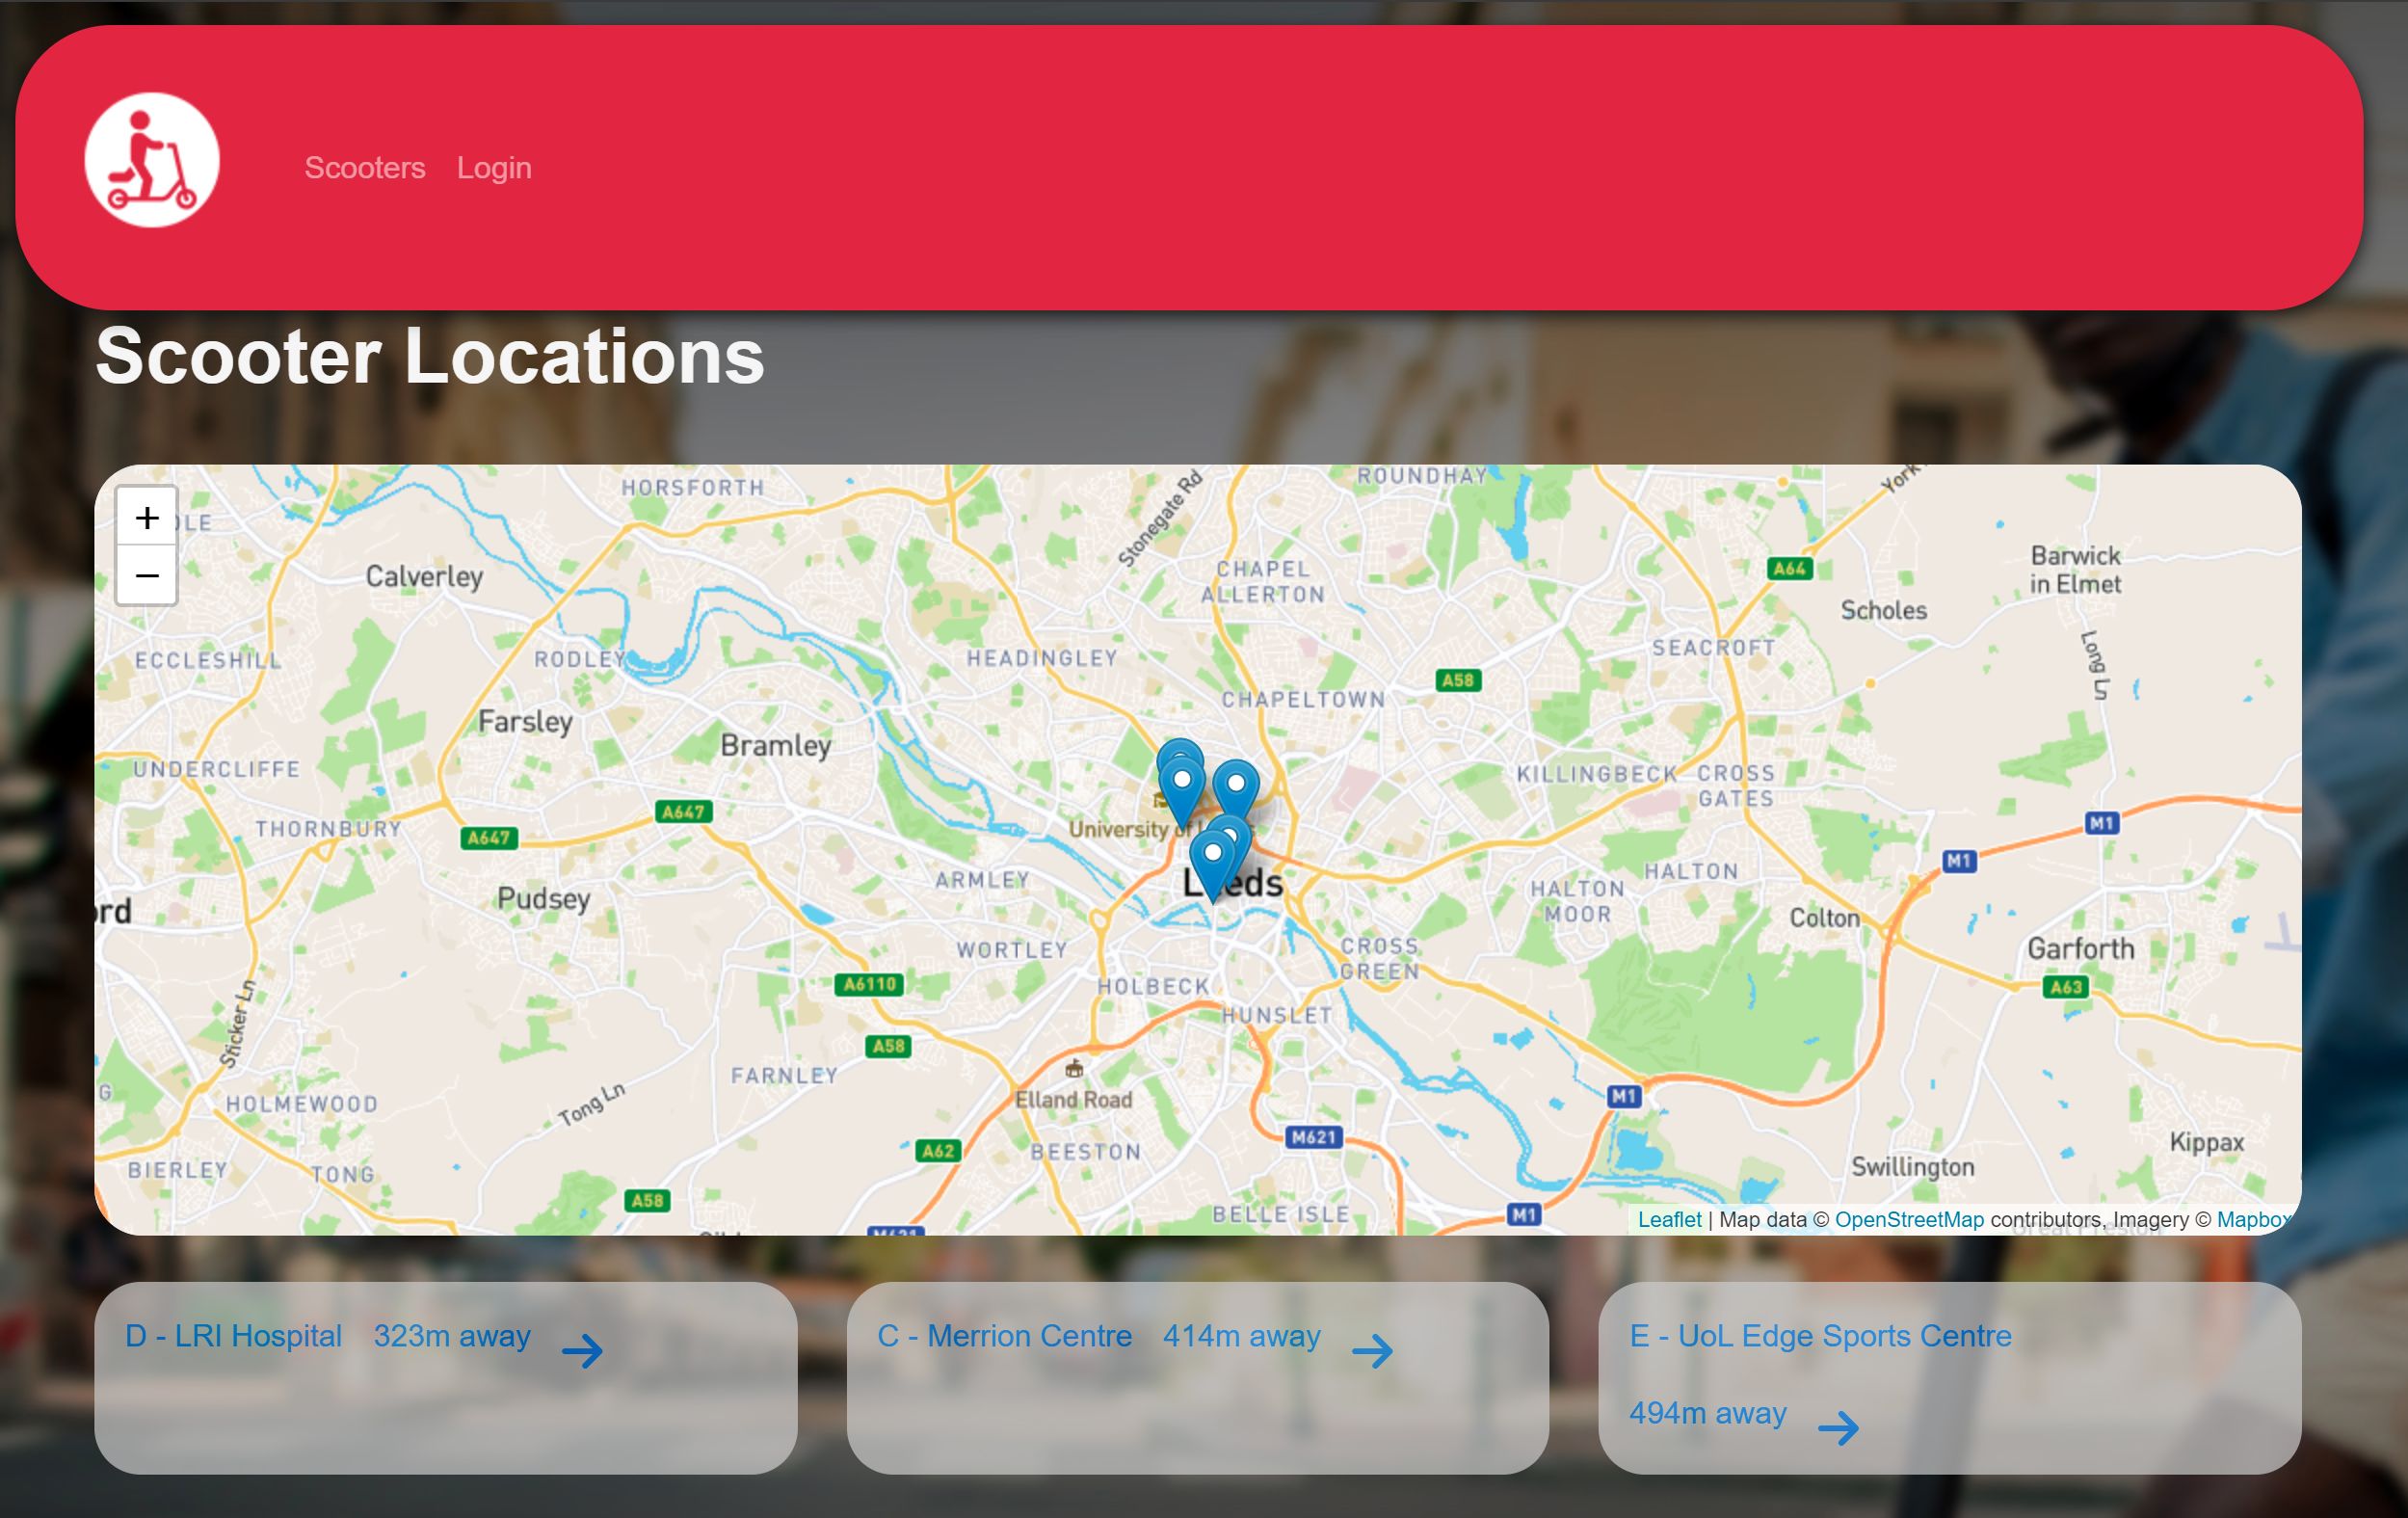 Scooters Login
Scooter Locations
+
−
HORSFORTH
Stonegate Rd
ROUNDHAY
York
Calverley
CHAPEL
ALLERTON
A64
Barwick
in Elmet
Scholes
ECCLESHILL
RODLEY
HEADINGLEY
SEACROFT
Long Ln
A58
CHAPELTOWN
Farsley
Bramley
UNDERCLIFFE
KILLINGBECK
CROSS
GATES
THORNBURY
A647
A647
University of
M1
M1
ARMLEY
Leeds
HALTON
HALTON
MOOR
Pudsey
Colton
WORTLEY
CROSS
GREEN
Garforth
A6110
HOLBECK
A63
HUNSLET
Sticker Ln
A58
FARNLEY
Elland Road
M1
HOLMEWOOD
Tong Ln
M621
A62
BEESTON
Kippax
BIERLEY
TONG
Swillington
A58
BELLE ISLE
M1
M621
Great Preston
Leaflet | Map data © OpenStreetMap contributors, Imagery © Mapbox
D - LRI Hospital 323m away →
C - Merrion Centre 414m away →
E - UoL Edge Sports Centre
494m away →